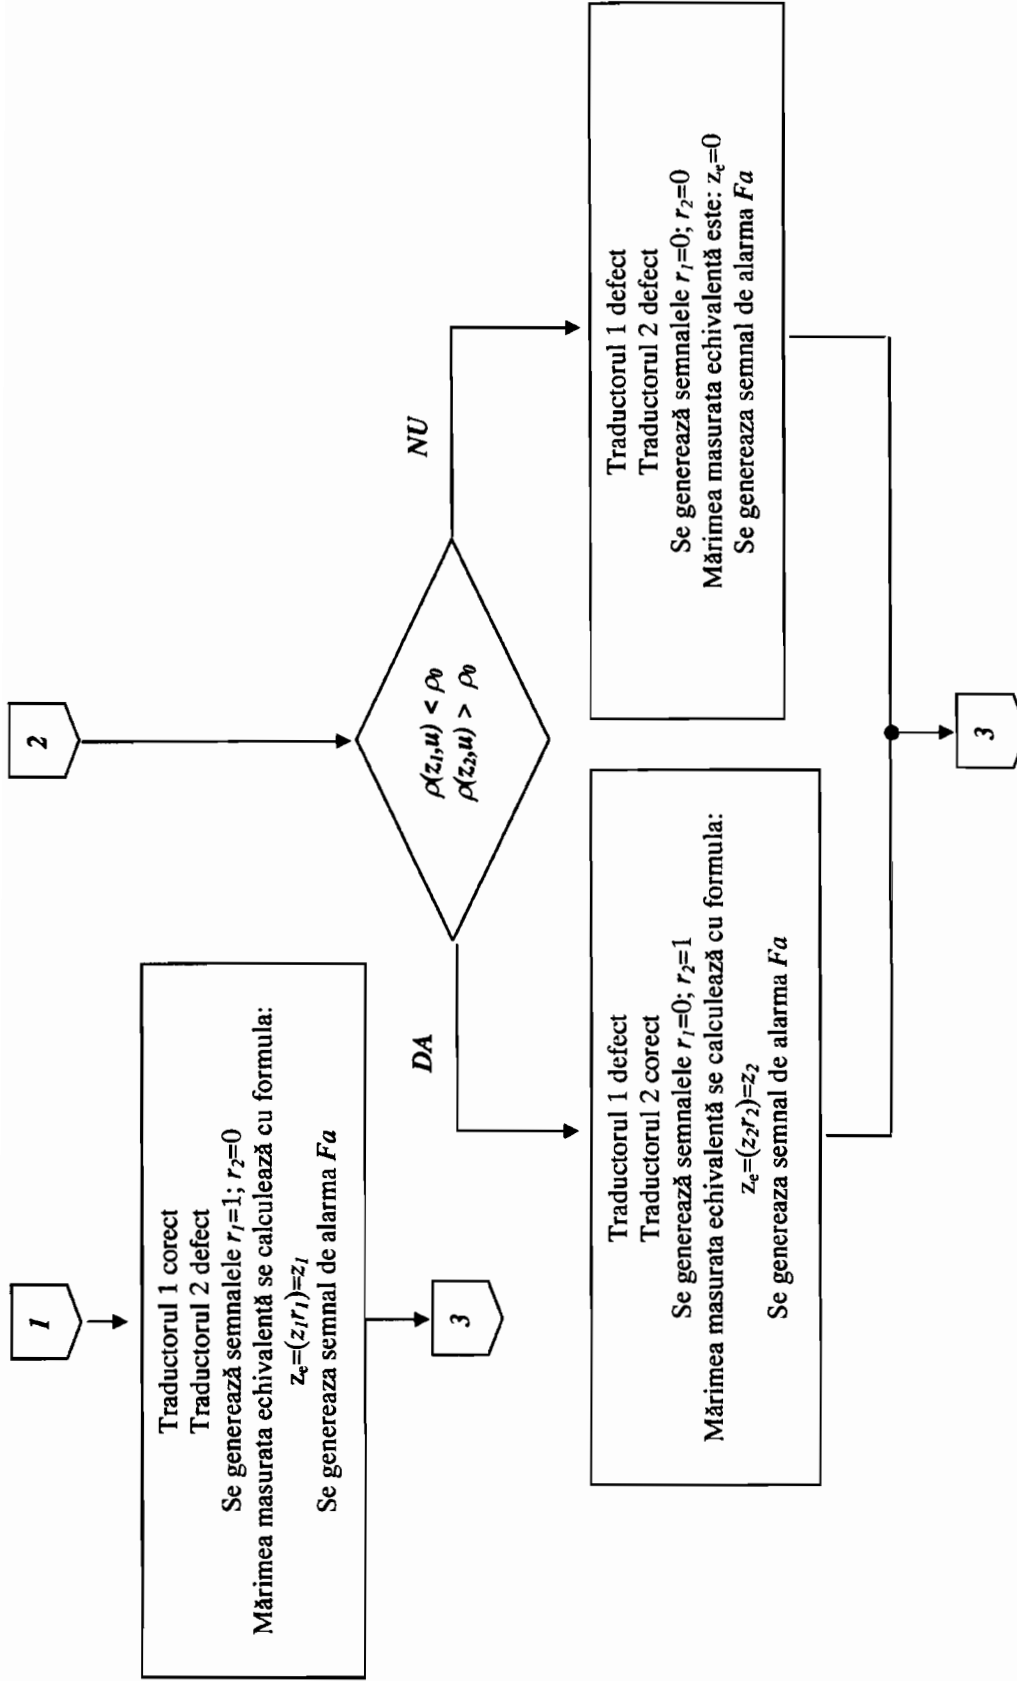 1
Traductorul 1 corect
Traductorul 2 defect
Se generează semnalele r1=1; r2=0
Mărimea masurata echivalentă se calculează cu formula:
ze=(z1r1)=z1
Se genereaza semnal de alarma Fa
3
2
ρ(z1,u) < ρ0
ρ(z2,u) > ρ0
DA
NU
Traductorul 1 defect
Traductorul 2 corect
Se generează semnalele r1=0; r2=1
Mărimea masurata echivalentă se calculează cu formula:
ze=(z2r2)=z2
Se genereaza semnal de alarma Fa
Traductorul 1 defect
Traductorul 2 defect
Se generează semnalele r1=0; r2=0
Mărimea masurata echivalentă este: ze=0
Se genereaza semnal de alarma Fa
3